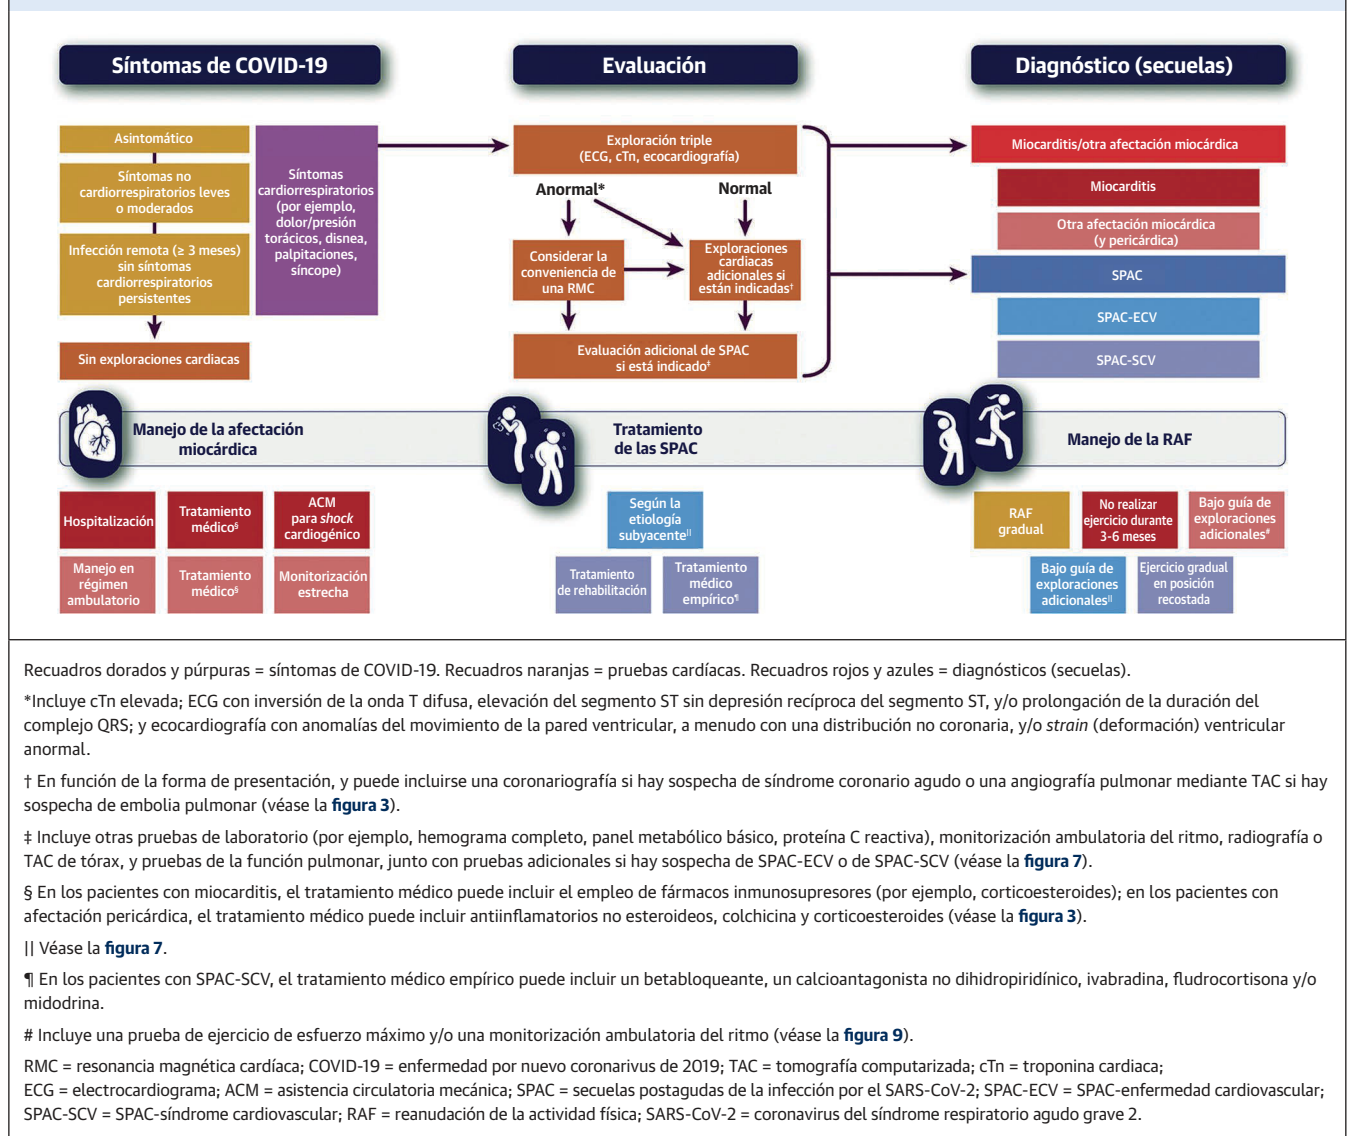 Síntomas de COVID-19
Evaluación
Diagnóstico (secuelas)
Asintomático
Síntomas no
cardiorrespiratorios leves
o moderados
Infección remota (≥ 3 meses)
sin síntomas
cardiorrespiratorios
persistentes
Sin exploraciones cardiacas
Síntomas
cardiorrespiratorios
(por ejemplo,
dolor/presión
torácicos, disnea,
palpitaciones,
síncope)
Exploración triple
(ECG, cTn, ecocardiografía)
Anormal*
Normal
Considerar la
conveniencia de
una RMC
Exploraciones
cardiacas
adicionales si
están indicadas†
Evaluación adicional de SPAC
si está indicado‡
Miocarditis/otra afectación miocárdica
Miocarditis
Otra afectación miocárdica
(y pericárdica)
SPAC
SPAC-ECV
SPAC-SCV
Manejo de la afectación
miocárdica
Tratamiento
de las SPAC
Manejo de la RAF
Hospitalización
Tratamiento
médico§
ACM
para shock
cardiogénico
Manejo en
régimen
ambulatorio
Tratamiento
médico§
Monitorización
estrecha
Según la
etiología
subyacente||
Tratamiento
de rehabilitación
Tratamiento
médico
empírico¶
RAF
gradual
No realizar
ejercicio durante
3-6 meses
Bajo guía de
exploraciones
adicionales#
Bajo guía de
exploraciones
adicionales||
Ejercicio gradual
en posición
recostada
Recuadros dorados y púrpuras = síntomas de COVID-19. Recuadros naranjas = pruebas cardíacas. Recuadros rojos y azules = diagnósticos (secuelas).
*Incluye cTn elevada; ECG con inversión de la onda T difusa, elevación del segmento ST sin depresión recíproca del segmento ST, y/o prolongación de la duración del
complejo QRS; y ecocardiografía con anomalías del movimiento de la pared ventricular, a menudo con una distribución no coronaria, y/o strain (deformación) ventricular
anormal.
† En función de la forma de presentación, y puede incluirse una coronariografía si hay sospecha de síndrome coronario agudo o una angiografía pulmonar mediante TAC si hay
sospecha de embolia pulmonar (véase la figura 3).
‡ Incluye otras pruebas de laboratorio (por ejemplo, hemograma completo, panel metabólico básico, proteína C reactiva), monitorización ambulatoria del ritmo, radiografía o
TAC de tórax, y pruebas de la función pulmonar, junto con pruebas adicionales si hay sospecha de SPAC-ECV o de SPAC-SCV (véase la figura 7).
§ En los pacientes con miocarditis, el tratamiento médico puede incluir el empleo de fármacos inmunosupresores (por ejemplo, corticoesteroides); en los pacientes con
afectación pericárdica, el tratamiento médico puede incluir antiinflamatorios no esteroideos, colchicina y corticoesteroides (véase la figura 3).
|| Véase la figura 7.
¶ En los pacientes con SPAC-SCV, el tratamiento médico empírico puede incluir un betabloqueante, un calcioantagonista no dihidropiridínico, ivabradina, fludrocortisona y/o
midodrina.
# Incluye una prueba de ejercicio de esfuerzo máximo y/o una monitorización ambulatoria del ritmo (véase la figura 9).
RMC = resonancia magnética cardíaca; COVID-19 = enfermedad por nuevo coronarivus de 2019; TAC = tomografía computarizada; cTn = troponina cardiaca;
ECG = electrocardiograma; ACM = asistencia circulatoria mecánica; SPAC = secuelas postagudas de la infección por el SARS-CoV-2; SPAC-ECV = SPAC-enfermedad cardiovascular;
SPAC-SCV = SPAC-síndrome cardiovascular; RAF = reanudación de la actividad física; SARS-CoV-2 = coronavirus del síndrome respiratorio agudo grave 2.